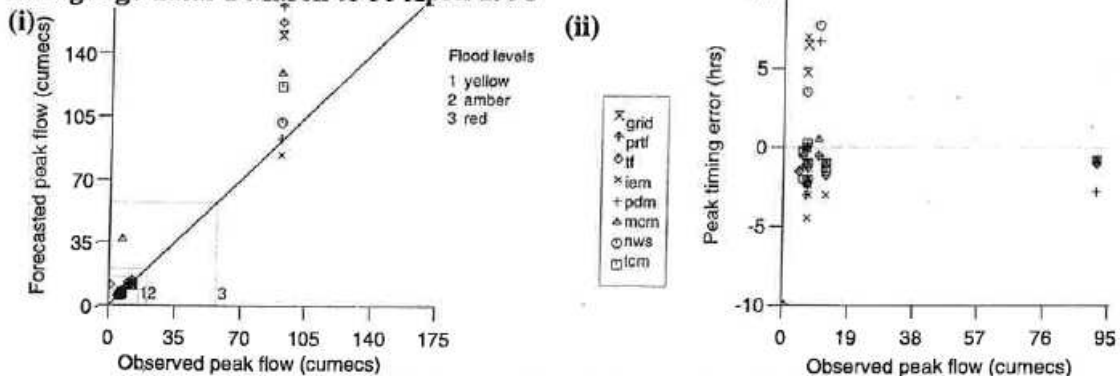 (i)
(ii)
Forecasted peak flow (cumecs)
140
105
70
35
0
1 2
3
0 35 70 105 140 175
Observed peak flow (cumecs)
Flood levels
1 yellow
2 amber
3 red
grid
prtf
tf
iem
pdm
mcm
nws
tcm
Peak timing error (hrs)
5
0
-5
-10
0 19 38 57 76 95
Observed peak flow (cumecs)